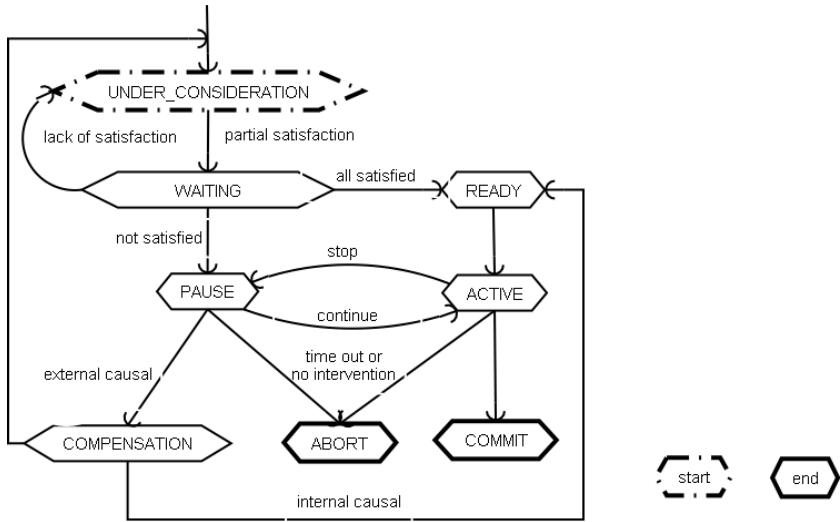 UNDER_CONSIDERATION
lack of satisfaction
partial satisfaction
WAITING
all satisfied
READY
not satisfied
stop
PAUSE
ACTIVE
continue
time out or
no intervention
external causal
COMPENSATION
ABORT
COMMIT
start
end
internal causal